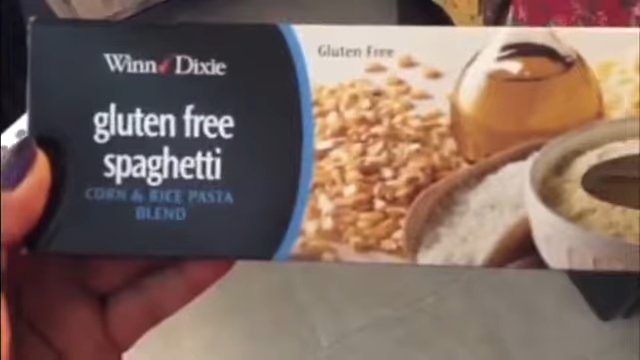 Winn Dixie
Gluten Free
gluten free
spaghetti
CORN & RICE PASTA
BLEND